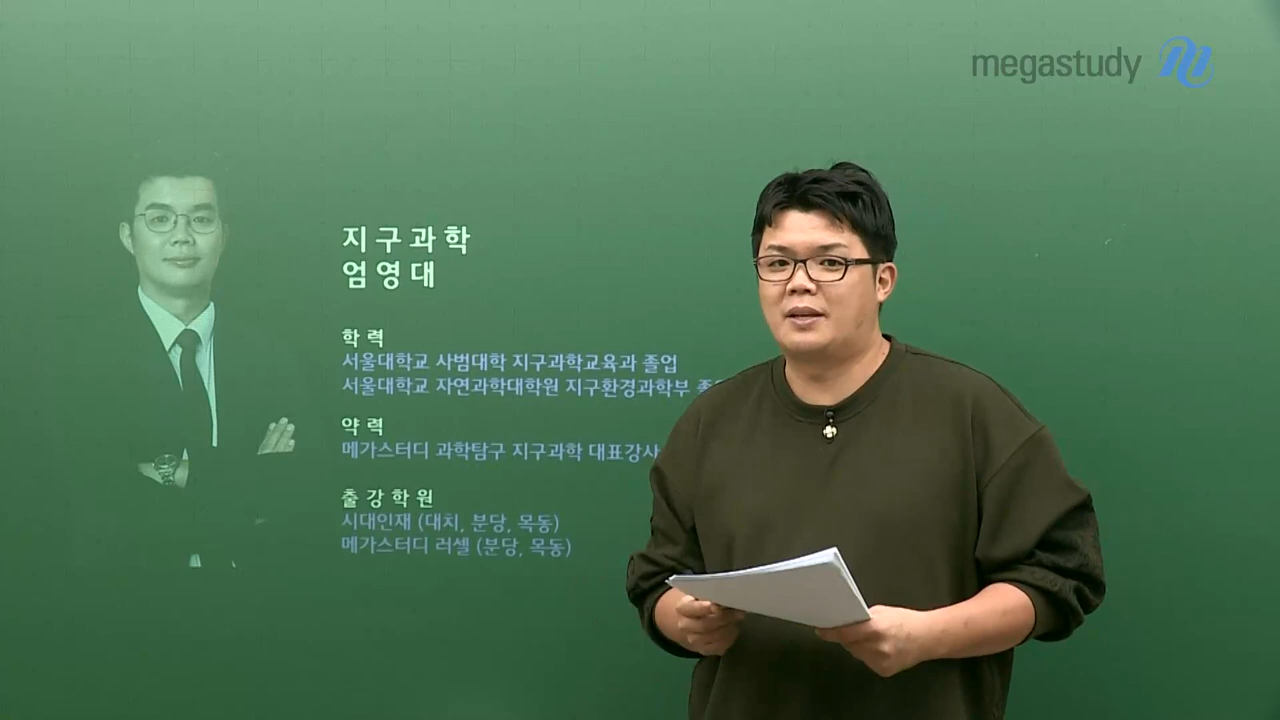 megastudy
지구과학
엄영대
학력
서울대학교 사범대학 지구과학교육과 졸업
서울대학교 자연과학대학원 지구환경과학부
약력
메가스터디 과학탐구 지구과학 대표강사
출강학원
시대인재 (대치, 분당, 목동)
메가스터디 러셀 (분당, 목동)